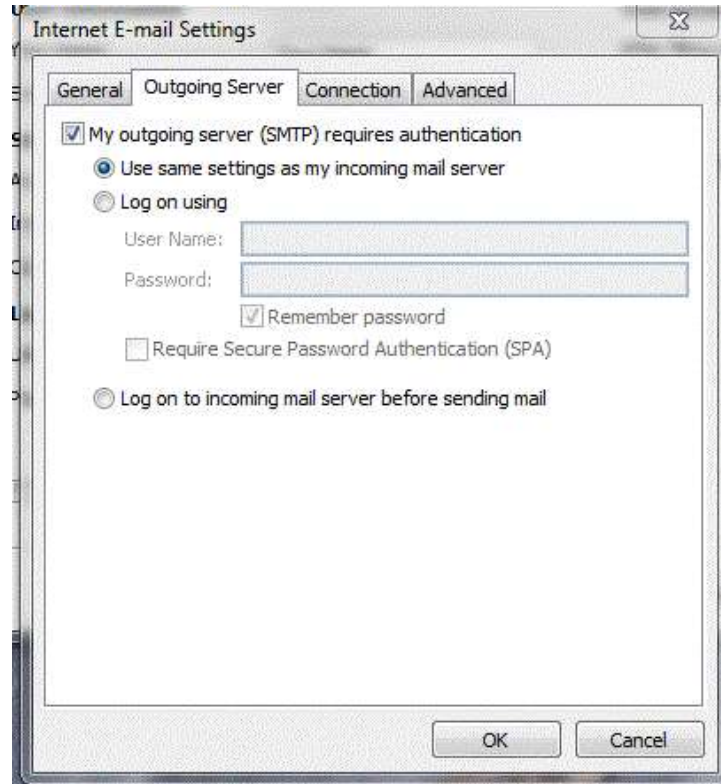 Internet E-mail Settings
General Outgoing Server Connection Advanced
My outgoing server (SMTP) requires authentication
Use same settings as my incoming mail server
Log on using
User Name:
Password:
Remember password
Require Secure Password Authentication (SPA)
Log on to incoming mail server before sending mail
OK Cancel